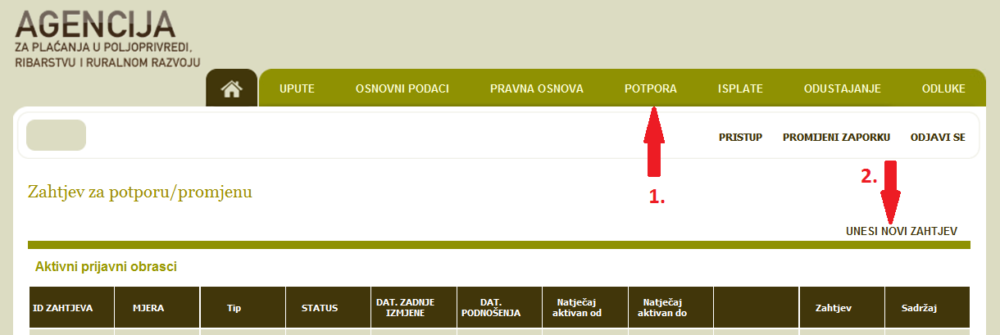 AGENCIJA
ZA PLAĆANJA U POLJOPRIVREDI,
RIBARSTVU I RURALNOM RAZVOJU
UPUTE OSNOVNI PODACI PRAVNA OSNOVA POTPORA ISPLATE ODUSTAJANJE ODLUKE
PRISTUP PROMIJENI ZAPORKU ODJAVI SE
1.
2.
Zahtjev za potporu/promjenu
UNESI NOVI ZAHTJEV
Aktivni prijavni obrasci
ID ZAHTJEVA MJERA Tip STATUS DAT. ZADNJE IZMJENE DAT. PODNOŠENJA Natječaj aktivan od Natječaj aktivan do Zahtjev Sadržaj